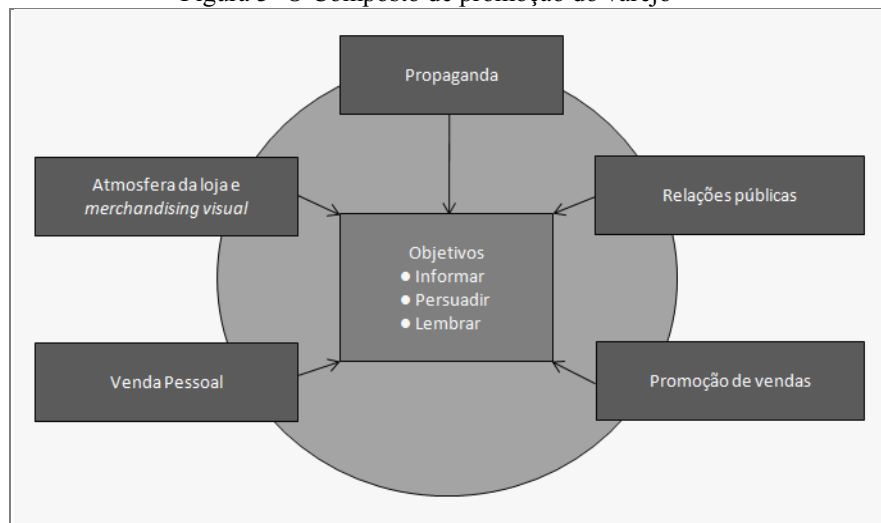 Propaganda
Atmosfera da loja e
merchandising visual
Relações públicas
Objetivos
● Informar
● Persuadir
● Lembrar
Venda Pessoal
Promoção de vendas